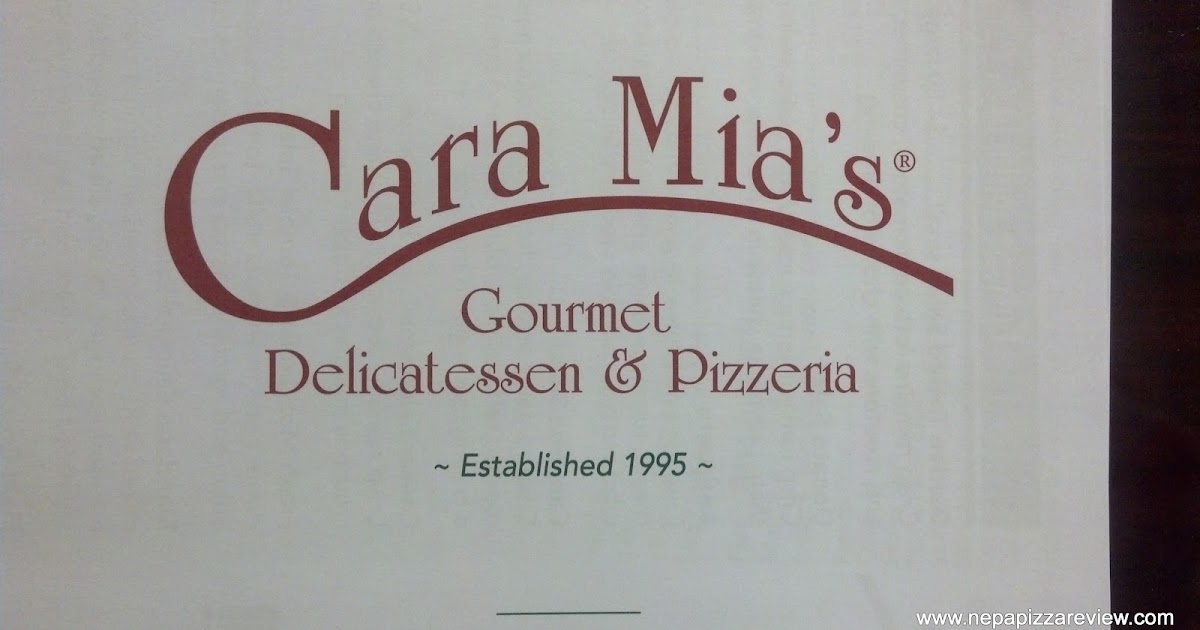 Cara Mia's®
Gourmet
Delicatessen & Pizzeria
~ Established 1995 ~
www.nepapizzareview.com